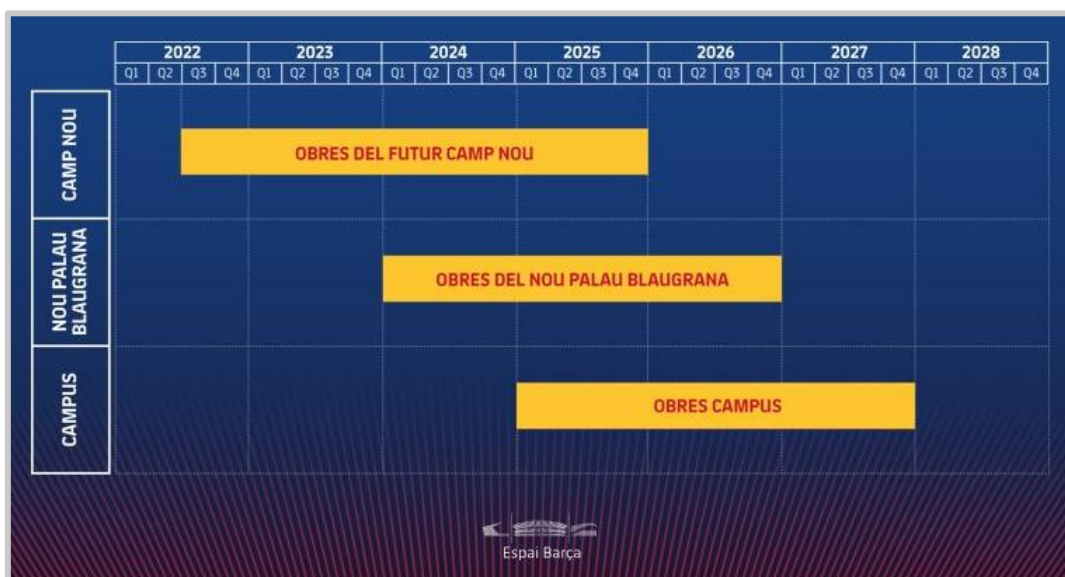 2022 2023 2024 2025 2026 2027 2028
Q1 Q2 Q3 Q4 Q1 Q2 Q3 Q4 Q1 Q2 Q3 Q4 Q1 Q2 Q3 Q4 Q1 Q2 Q3 Q4 Q1 Q2 Q3 Q4 Q1 Q2 Q3 Q4
CAMP NOU
OBRES DEL FUTUR CAMP NOU
NOU PALAU
BLAUGRANA
OBRES DEL NOU PALAU BLAUGRANA
CAMPUS
OBRES CAMPUS
Espai Barça